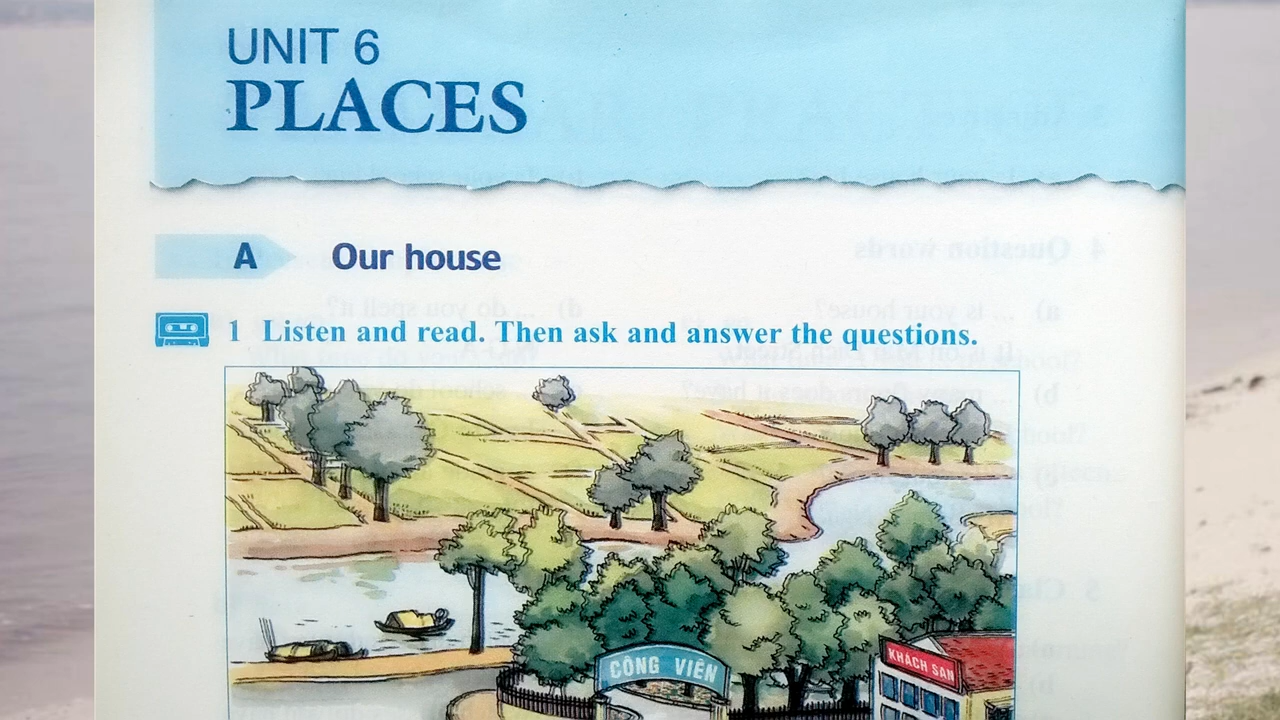 UNIT 6
PLACES
A Our house
1 Listen and read. Then ask and answer the questions.
CÔNG VIÊN
KHÁCH SẠN